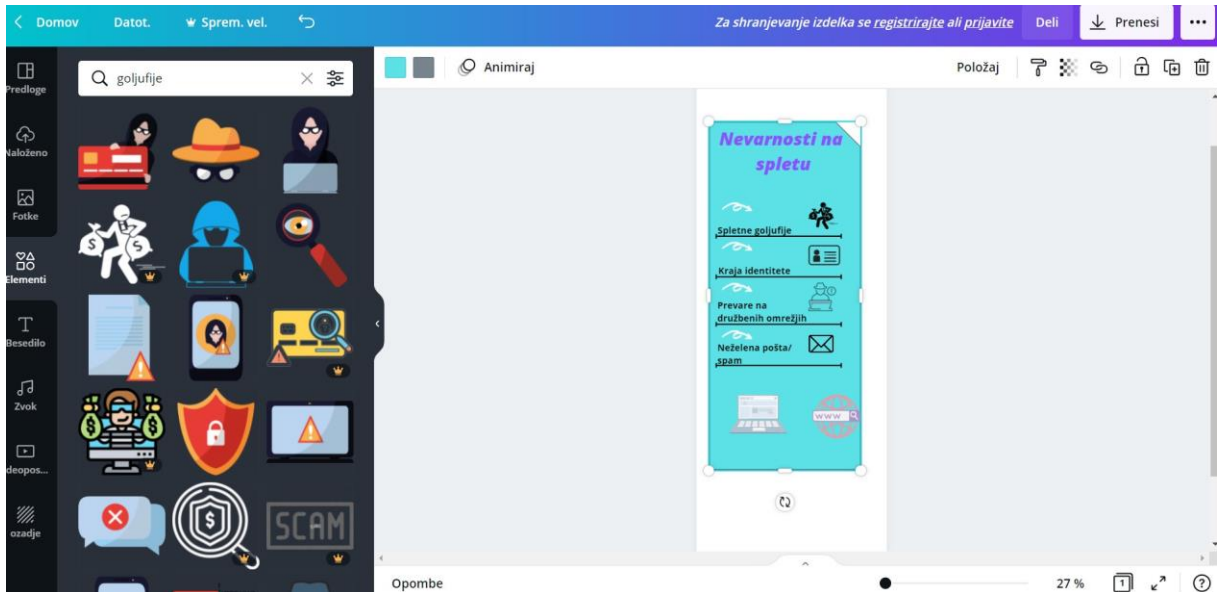 Domov Datot. Sprem. vel. Za shranjevanje izdelka se registrirajte ali prijavite Deli Prenesi
goljufije
Animiraj
Položaj
Predloge
Naloženo
Fotke
Elementi
Besedilo
Zvok
deopos...
ozadje
$ $
$
SCAM
Nevarnosti na
spletu
Spletne goljufije
Kraja identitete
Prevare na
družbenih omrežjih
Neželena pošta/
spam
www
Opombe
27 %
1
?